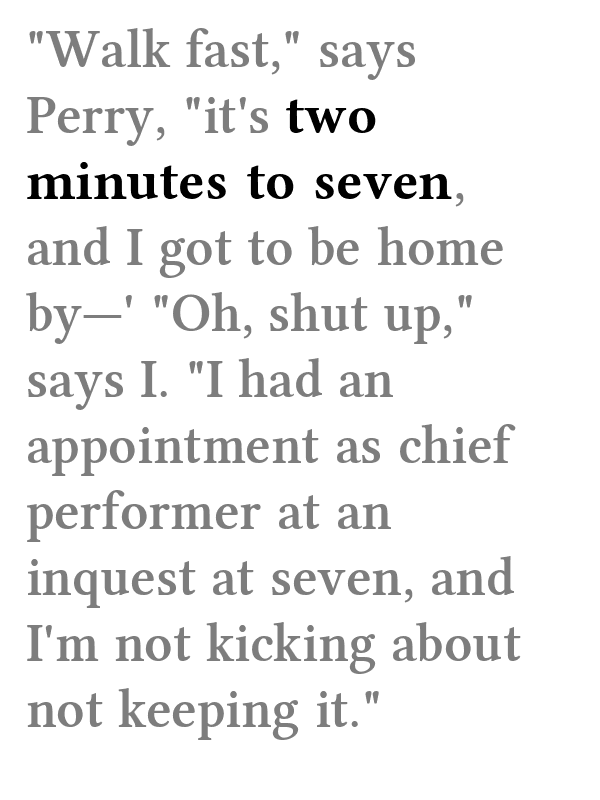 "Walk fast," says
Perry, "it's two
minutes to seven,
and I got to be home
by—' "Oh, shut up,"
says I. "I had an
appointment as chief
performer at an
inquest at seven, and
I'm not kicking about
not keeping it."